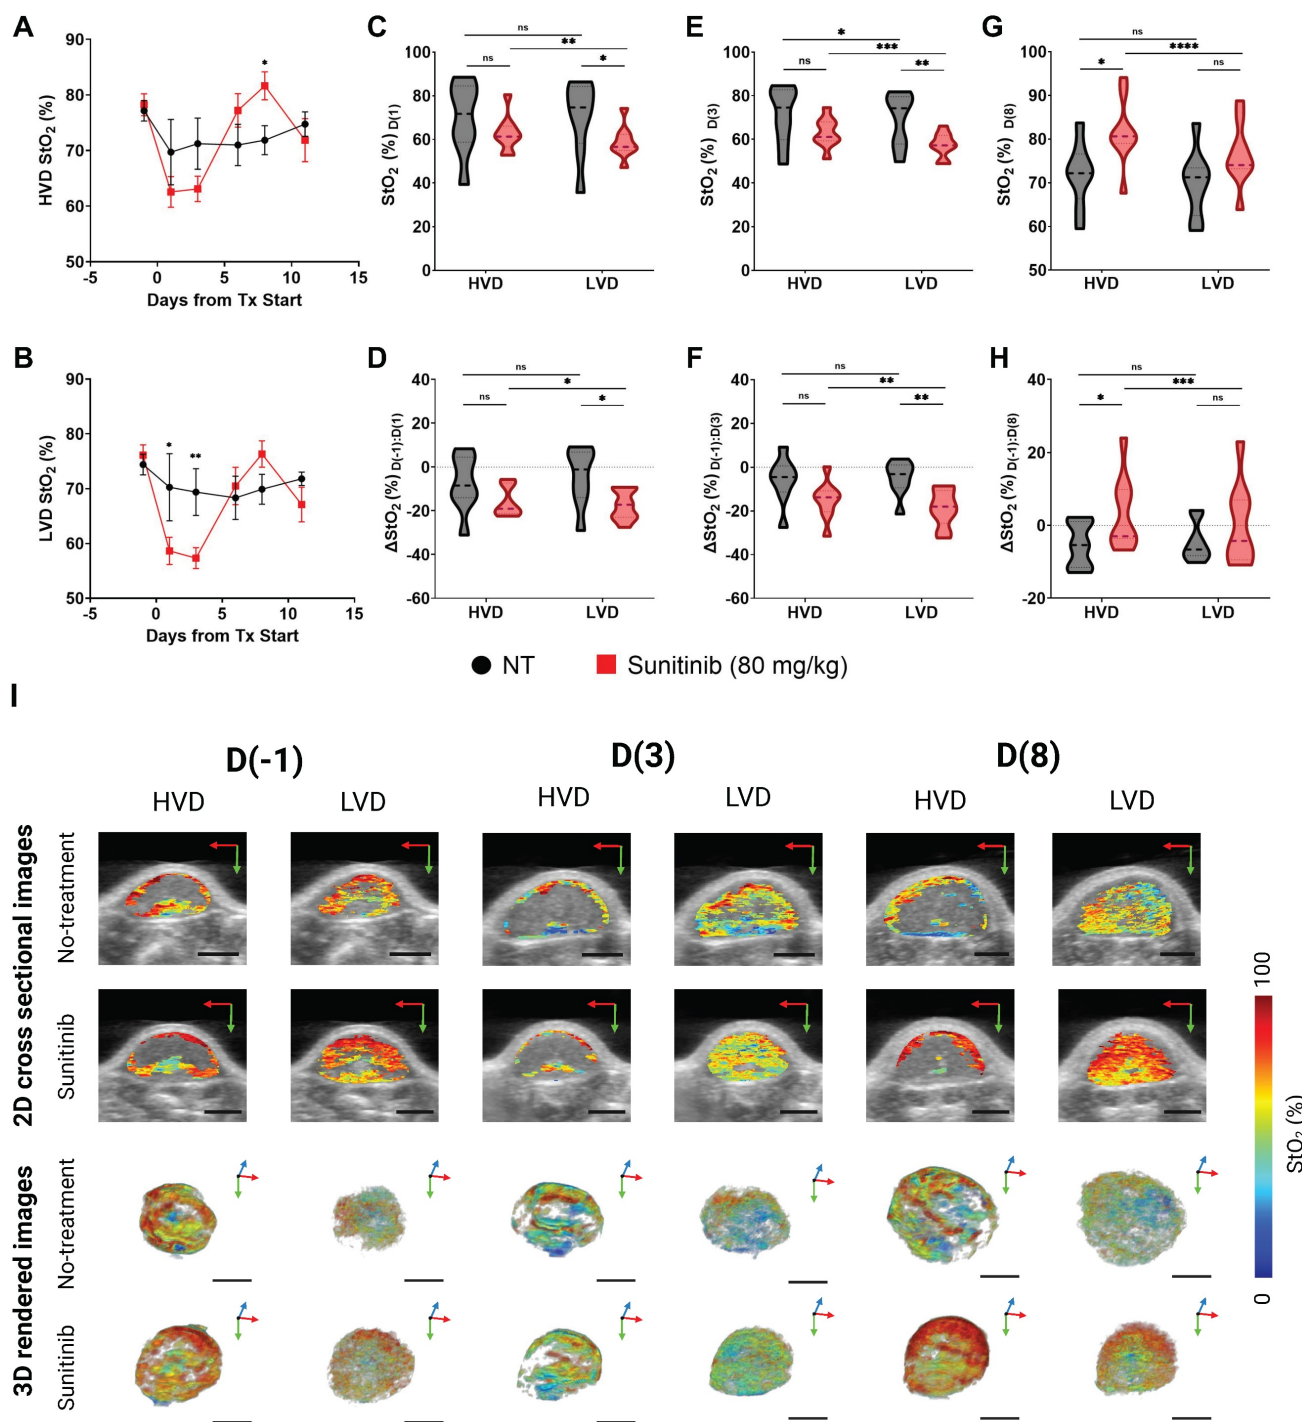 A
90
80
70
60
50
-5
0
5
10
15
HVD StO2 (%)
*
Days from Tx Start
C
100
80
60
40
20
0
StO2 (%) D(1)
ns
**
ns
*
HVD
LVD
E
100
80
60
40
20
0
StO2 (%) D(3)
*
***
ns
**
HVD
LVD
G
100
90
80
70
60
50
StO2 (%) D(8)
ns
****
*
ns
HVD
LVD
B
90
80
70
60
50
-5
0
5
10
15
LVD StO2 (%)
*
**
Days from Tx Start
D
40
20
0
-20
-40
-60
ΔStO2 (%) D(-1):D(1)
ns
*
ns
*
HVD
LVD
F
40
20
0
-20
-40
-60
ΔStO2 (%) D(-1):D(3)
ns
**
ns
**
HVD
LVD
H
40
20
0
-20
ΔStO2 (%) D(-1):D(8)
ns
***
*
ns
HVD
LVD
NT
Sunitinib (80 mg/kg)
I
D(-1)
D(3)
D(8)
HVD
LVD
HVD
LVD
HVD
LVD
2D cross sectional images
No-treatment
Sunitinib
3D rendered images
No-treatment
Sunitinib
100
StO2 (%)
0